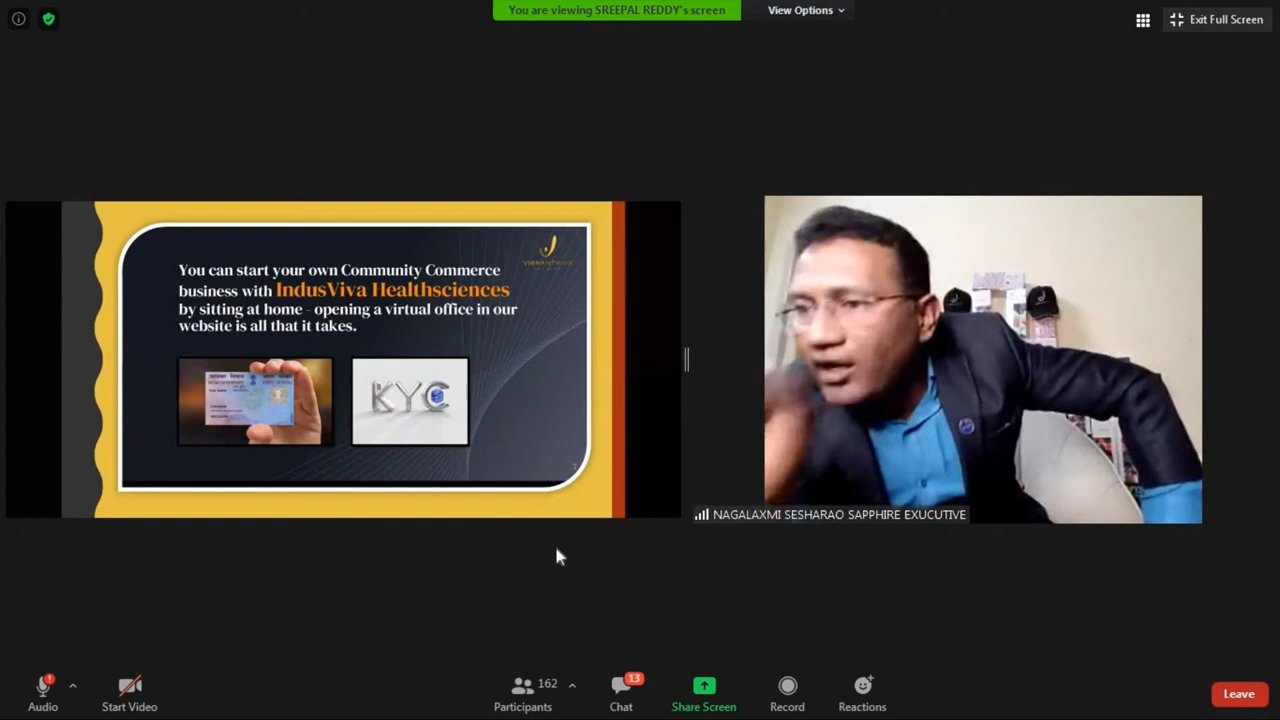 You are viewing SREEPAL REDDY's screen
View Options
Exit Full Screen
You can start your own Community Commerce
business with IndusViva Healthsciences
by sitting at home - opening a virtual office in our
website is all that it takes.
KYC
NAGALAXMI SESHARAO SAPPHIRE EXUCUTIVE
Audio
Start Video
162
Participants
13
Chat
Share Screen
Record
Reactions
Leave